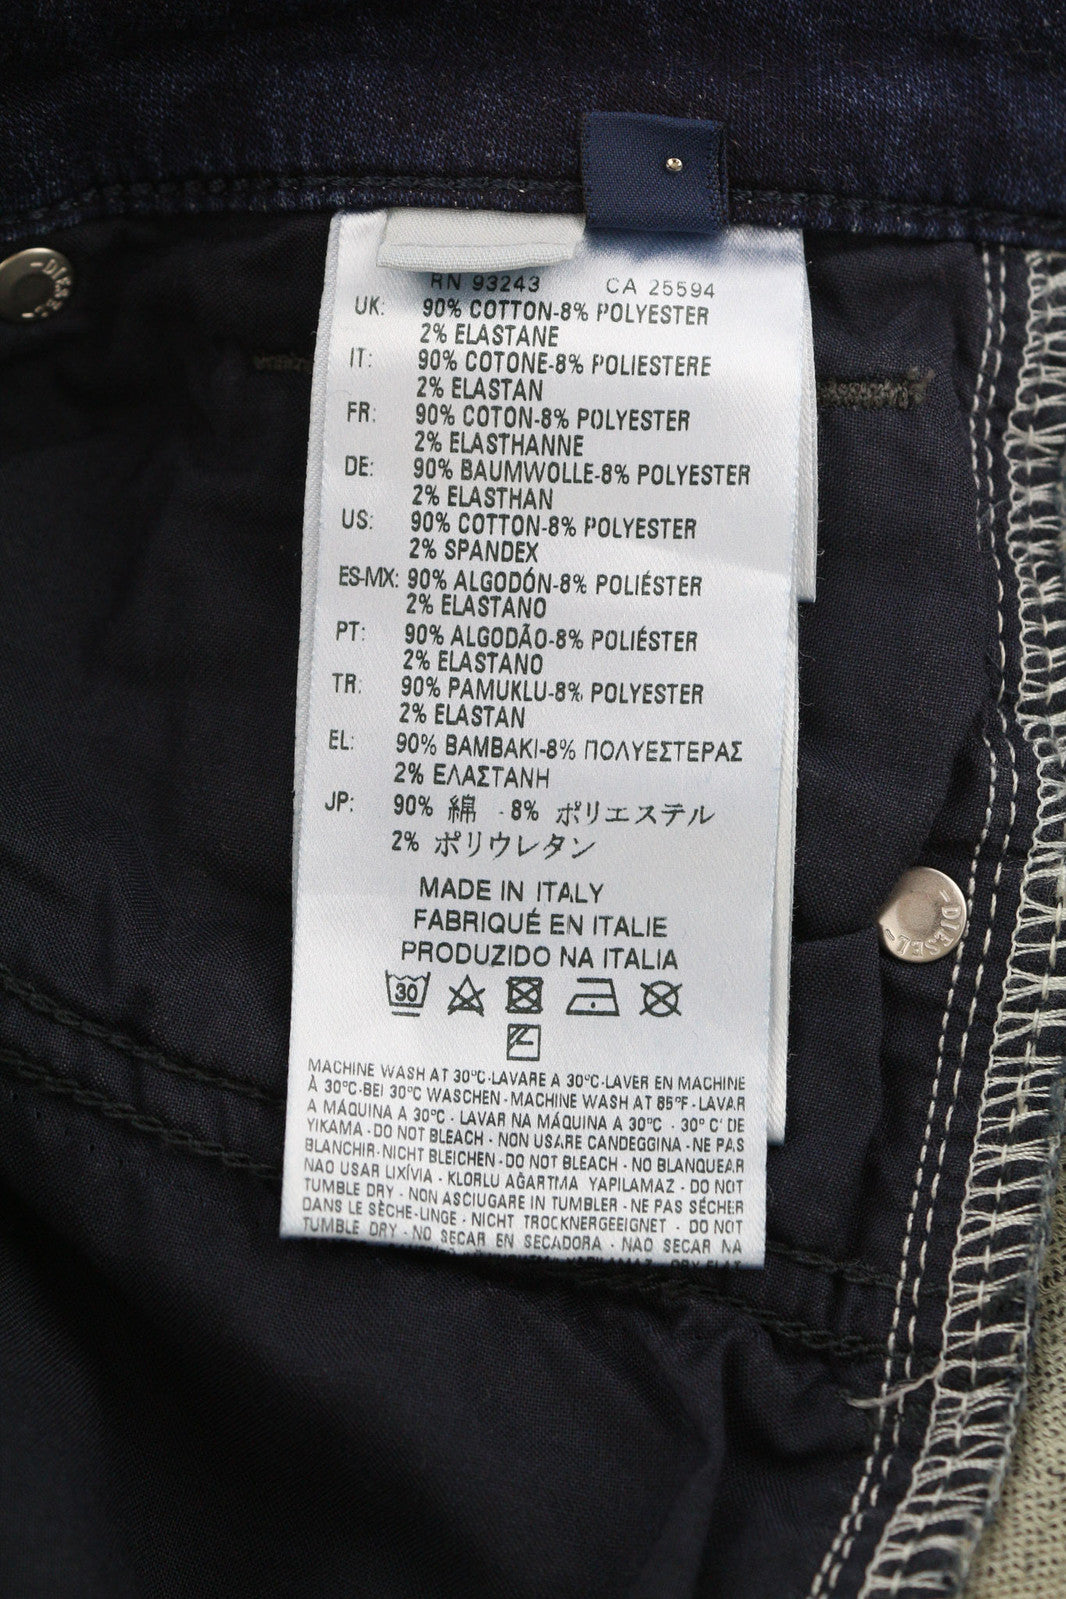 RN 93243 CA 25594
UK: 90% COTTON-8% POLYESTER
2% ELASTANE
IT: 90% COTONE-8% POLIESTERE
2% ELASTAN
FR: 90% COTON-8% POLYESTER
2% ELASTHANNE
DE: 90% BAUMWOLLE-8% POLYESTER
2% ELASTHAN
US: 90% COTTON-8% POLYESTER
2% SPANDEX
ES-MX: 90% ALGODÓN-8% POLIÉSTER
2% ELASTANO
PT: 90% ALGODÃO-8% POLIÉSTER
2% ELASTANO
TR: 90% PAMUKLU-8% POLYESTER
2% ELASTAN
EL: 90% BAMBAKI-8% ΠΟΛΥΕΣΤΕΡΑΣ
2% ΕΛΑΣΤΑΝΗ
JP: 90% 綿 - 8% ポリエステル
2% ポリウレタン
MADE IN ITALY
FABRIQUÉ EN ITALIE
PRODUZIDO NA ITALIA
30
MACHINE WASH AT 30°C-LAVARE A 30°C-LAVER EN MACHINE
À 30°C-BEI 30°C WASCHEN - MACHINE WASH AT 85°F - LAVAR
A MÁQUINA A 30°C - LAVAR NA MÁQUINA A 30°C - 30° C' DE
YIKAMA - DO NOT BLEACH - NON USARE CANDEGGINA - NE PAS
BLANCHIR - NICHT BLEICHEN - DO NOT BLEACH - NO BLANQUEAR
NAO USAR LIXÍVIA - KLORLU AĞARTMA YAPILAMAZ - DO NOT
TUMBLE DRY - NON ASCIUGARE IN TUMBLER - NE PAS SÉCHER
DANS LE SÈCHE-LINGE - NICHT TROCKNERGEEIGNET - DO NOT
TUMBLE DRY - NO SECAR EN SECADORA - NAO SECAR NA
YAPILAMAZ - DRY FLAT
DIESEL
DIESEL